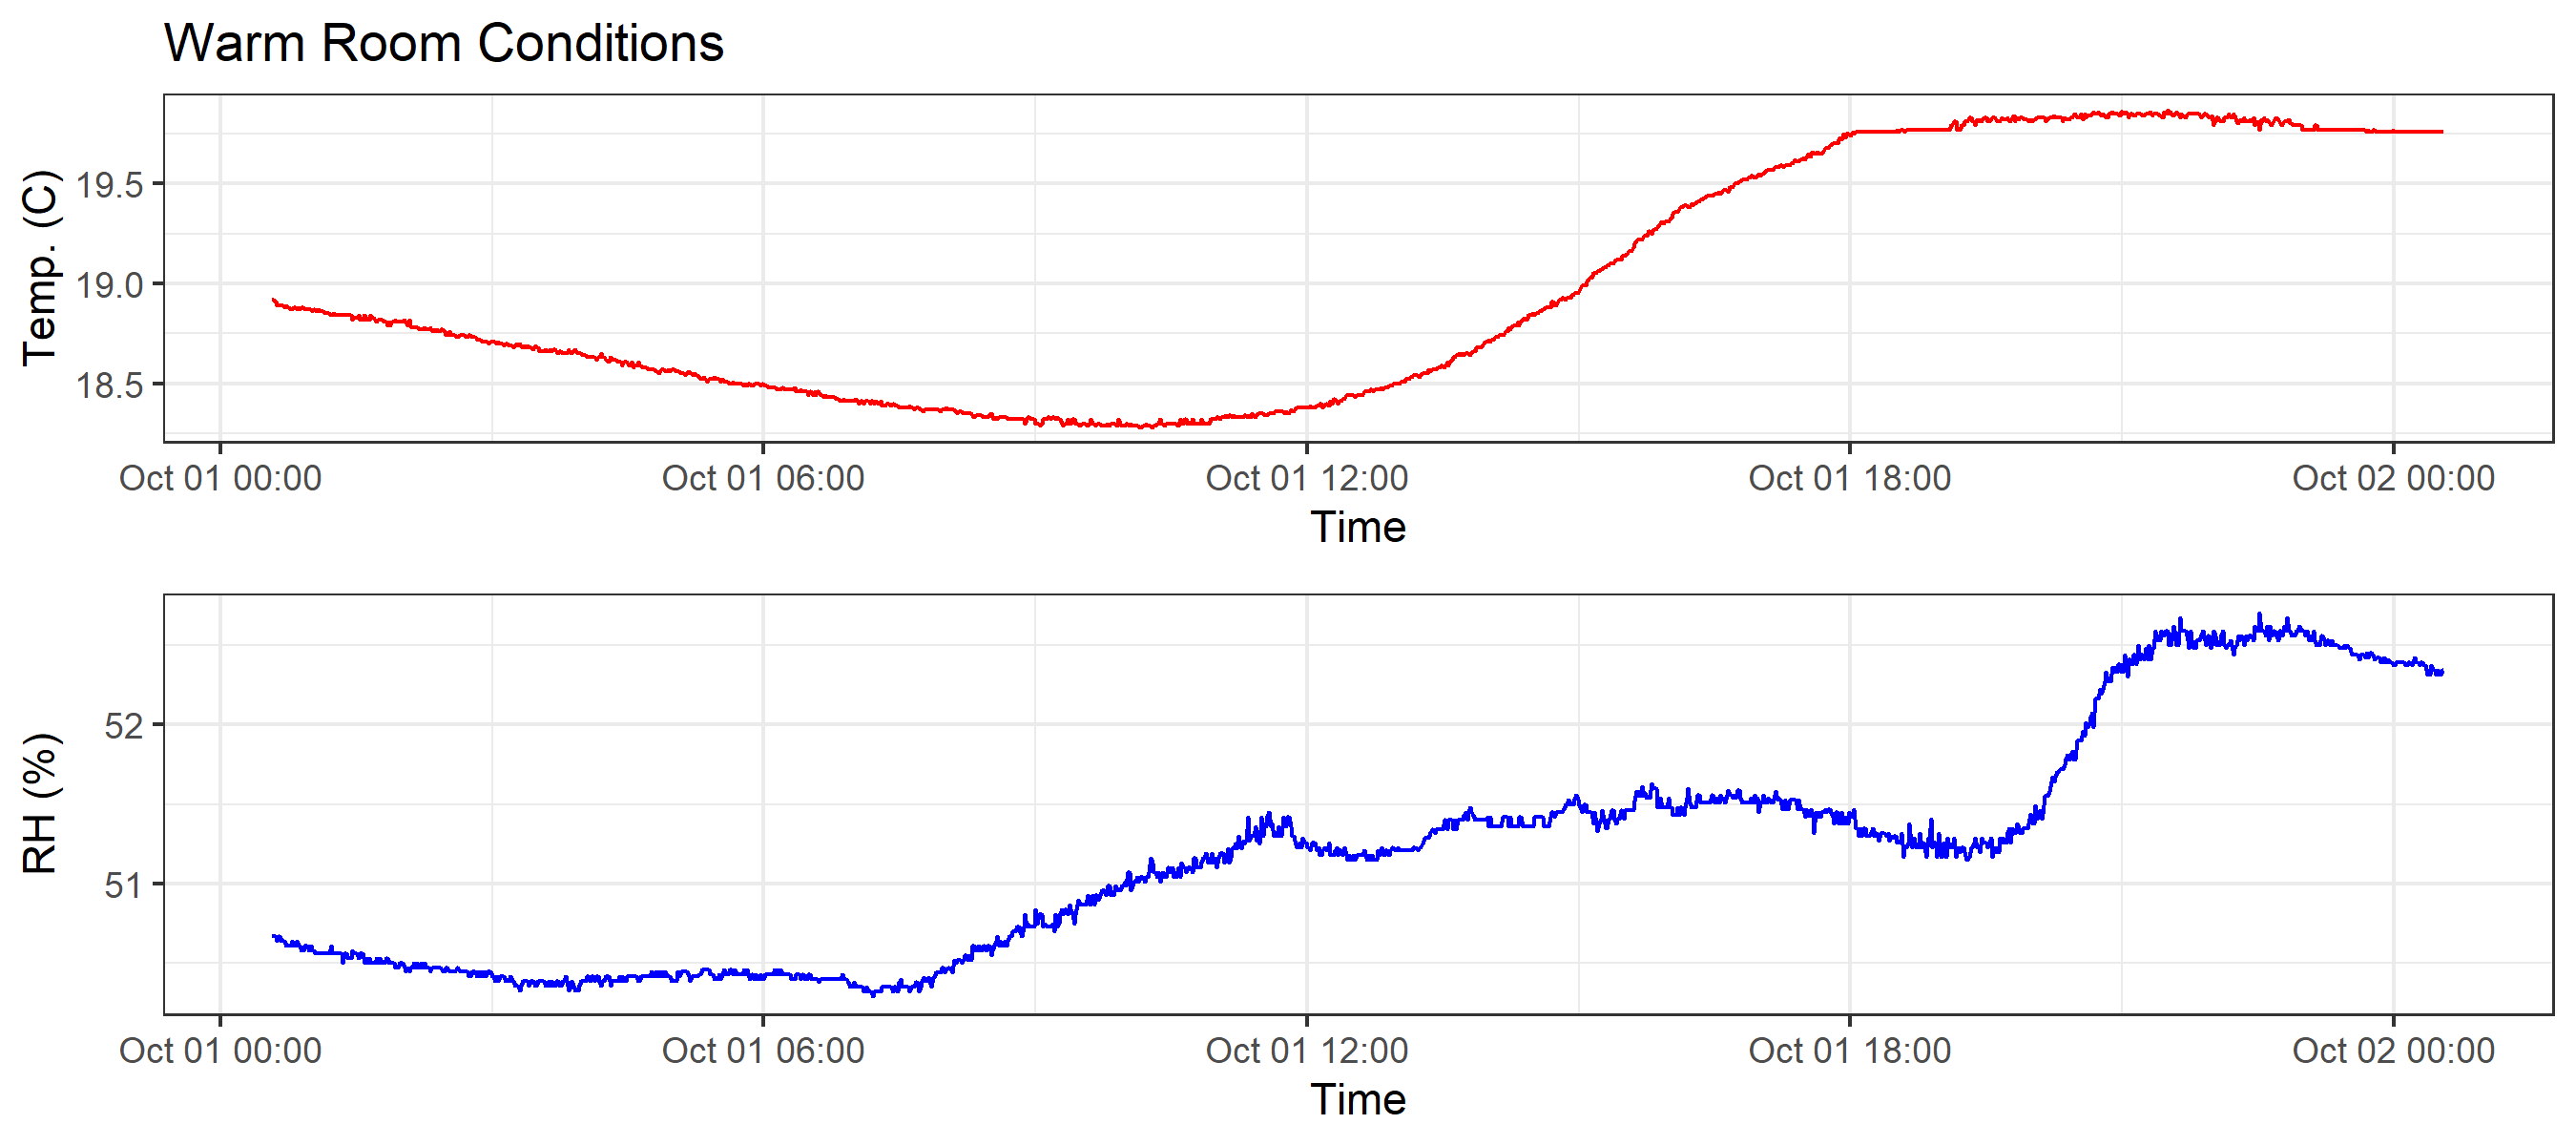 Warm Room Conditions
Temp. (C)
19.5
19.0
18.5
Oct 01 00:00 Oct 01 06:00 Oct 01 12:00 Oct 01 18:00 Oct 02 00:00
Time
RH (%)
52
51
Oct 01 00:00 Oct 01 06:00 Oct 01 12:00 Oct 01 18:00 Oct 02 00:00
Time